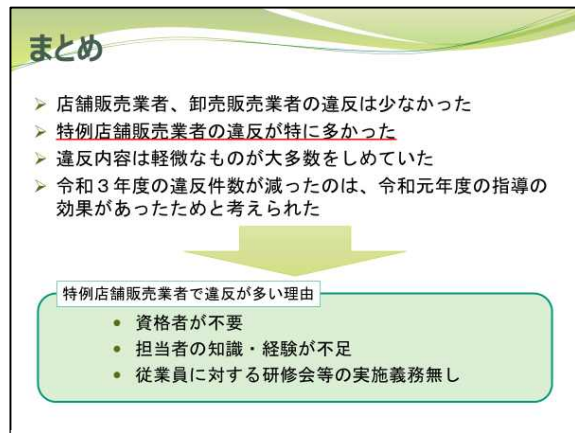 まとめ
➢ 店舗販売業者、卸売販売業者の違反は少なかった
➢ 特例店舗販売業者の違反が特に多かった
➢ 違反内容は軽微なものが大多数をしめていた
➢ 令和3年度の違反件数が減ったのは、令和元年度の指導の
効果があったためと考えられた
特例店舗販売業者で違反が多い理由
• 資格者が不要
• 担当者の知識・経験が不足
• 従業員に対する研修会等の実施義務無し